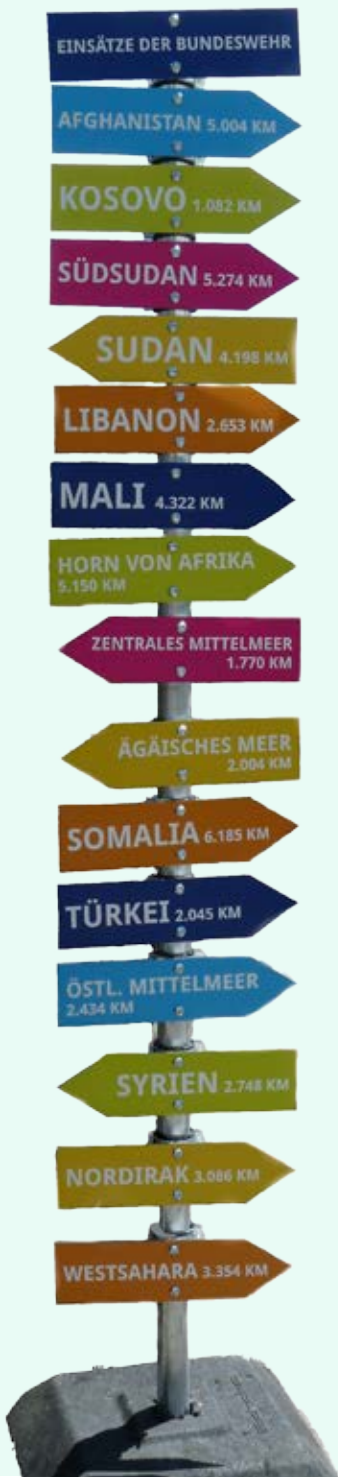 EINSÄTZE DER BUNDESWEHR
AFGHANISTAN 5.004 KM
KOSOVO 1.082 KM
SÜDSUDAN 5.274 KM
SUDAN 4.198 KM
LIBANON 2.653 KM
MALI 4.322 KM
HORN VON AFRIKA
5.150 KM
ZENTRALES MITTELMEER
1.770 KM
ÄGÄISCHES MEER
2.004 KM
SOMALIA 6.185 KM
TÜRKEI 2.045 KM
ÖSTL. MITTELMEER
2.434 KM
SYRIEN 2.748 KM
NORDIRAK 3.086 KM
WESTSAHARA 3.354 KM